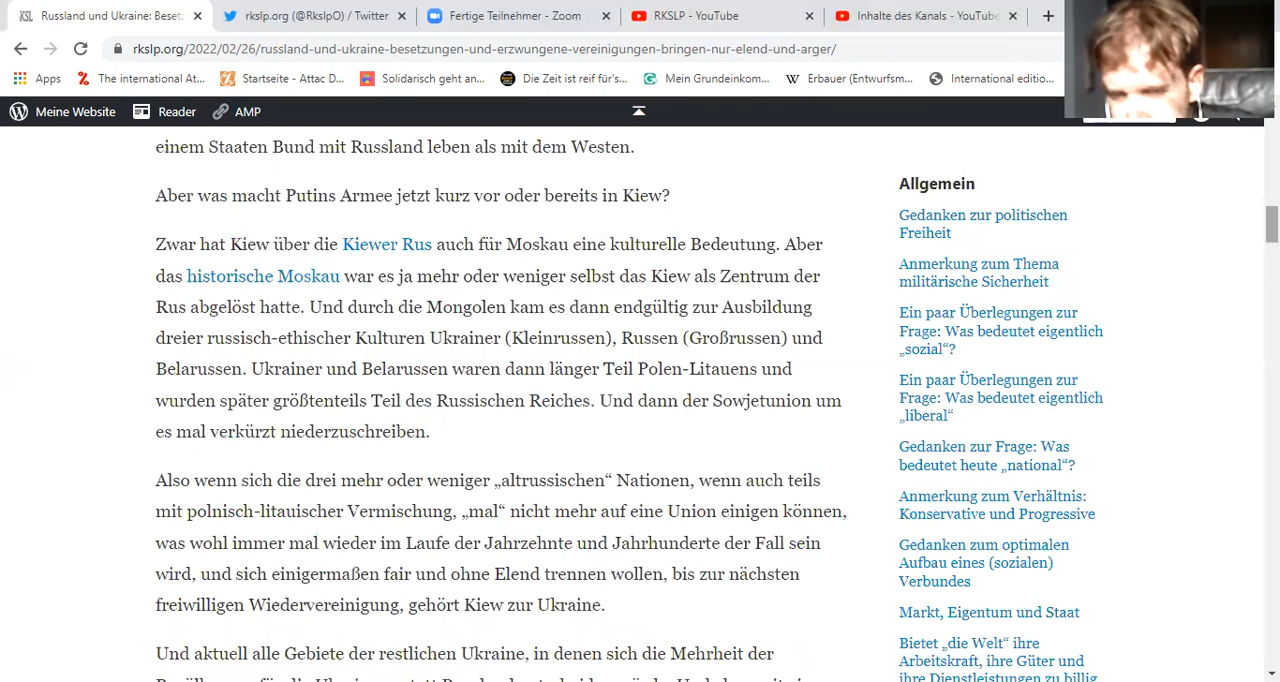 Russland und Ukraine: Beset:
rkslp.org (@RkslpO) / Twitter
Fertige Teilnehmer - Zoom
RKSLP - YouTube
Inhalte des Kanals - YouTube
rkslp.org/2022/02/26/russland-und-ukraine-besetzungen-und-erzwungene-vereinigungen-bringen-nur-elend-und-arger/
Apps
The international At...
Startseite - Attac D...
Solidarisch geht an...
Die Zeit ist reif für's...
Mein Grundeinkom...
Erbauer (Entwurfsm...
International editio...
Meine Website
Reader
AMP
einem Staaten Bund mit Russland leben als mit dem Westen.
Aber was macht Putins Armee jetzt kurz vor oder bereits in Kiew?
Zwar hat Kiew über die Kiewer Rus auch für Moskau eine kulturelle Bedeutung. Aber
das historische Moskau war es ja mehr oder weniger selbst das Kiew als Zentrum der
Rus abgelöst hatte. Und durch die Mongolen kam es dann endgültig zur Ausbildung
dreier russisch-ethischer Kulturen Ukrainer (Kleinrussen), Russen (Großrussen) und
Belarussen. Ukrainer und Belarussen waren dann länger Teil Polen-Litauens und
wurden später größtenteils Teil des Russischen Reiches. Und dann der Sowjetunion um
es mal verkürzt niederzuschreiben.
Also wenn sich die drei mehr oder weniger „altrussischen“ Nationen, wenn auch teils
mit polnisch-litauischer Vermischung, „mal“ nicht mehr auf eine Union einigen können,
was wohl immer mal wieder im Laufe der Jahrzehnte und Jahrhunderte der Fall sein
wird, und sich einigermaßen fair und ohne Elend trennen wollen, bis zur nächsten
freiwilligen Wiedervereinigung, gehört Kiew zur Ukraine.
Und aktuell alle Gebiete der restlichen Ukraine, in denen sich die Mehrheit der
Allgemein
Gedanken zur politischen
Freiheit
Anmerkung zum Thema
militärische Sicherheit
Ein paar Überlegungen zur
Frage: Was bedeutet eigentlich
„sozial“?
Ein paar Überlegungen zur
Frage: Was bedeutet eigentlich
„liberal“
Gedanken zur Frage: Was
bedeutet heute „national“?
Anmerkung zum Verhältnis:
Konservative und Progressive
Gedanken zum optimalen
Aufbau eines (sozialen)
Verbundes
Markt, Eigentum und Staat
Bietet „die Welt“ ihre
Arbeitskraft, ihre Güter und
ihre Dienstleistungen zu billig